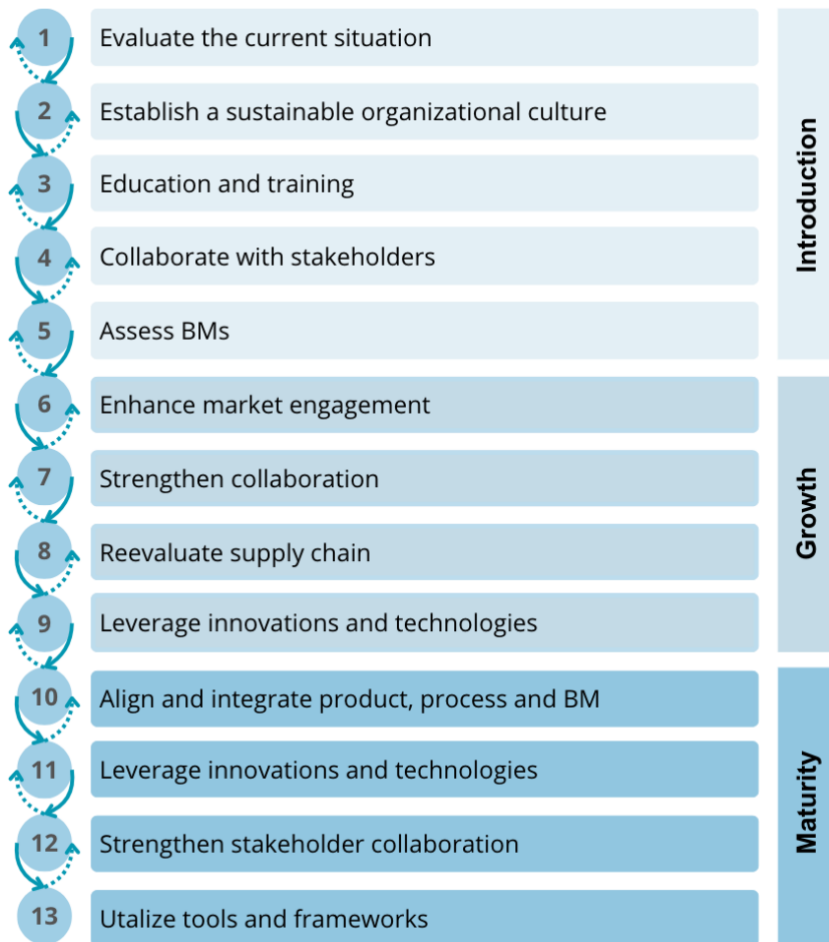 1 Evaluate the current situation
2 Establish a sustainable organizational culture
3 Education and training
4 Collaborate with stakeholders
5 Assess BMs
Introduction
6 Enhance market engagement
7 Strengthen collaboration
8 Reevaluate supply chain
9 Leverage innovations and technologies
Growth
10 Align and integrate product, process and BM
11 Leverage innovations and technologies
12 Strengthen stakeholder collaboration
13 Utalize tools and frameworks
Maturity